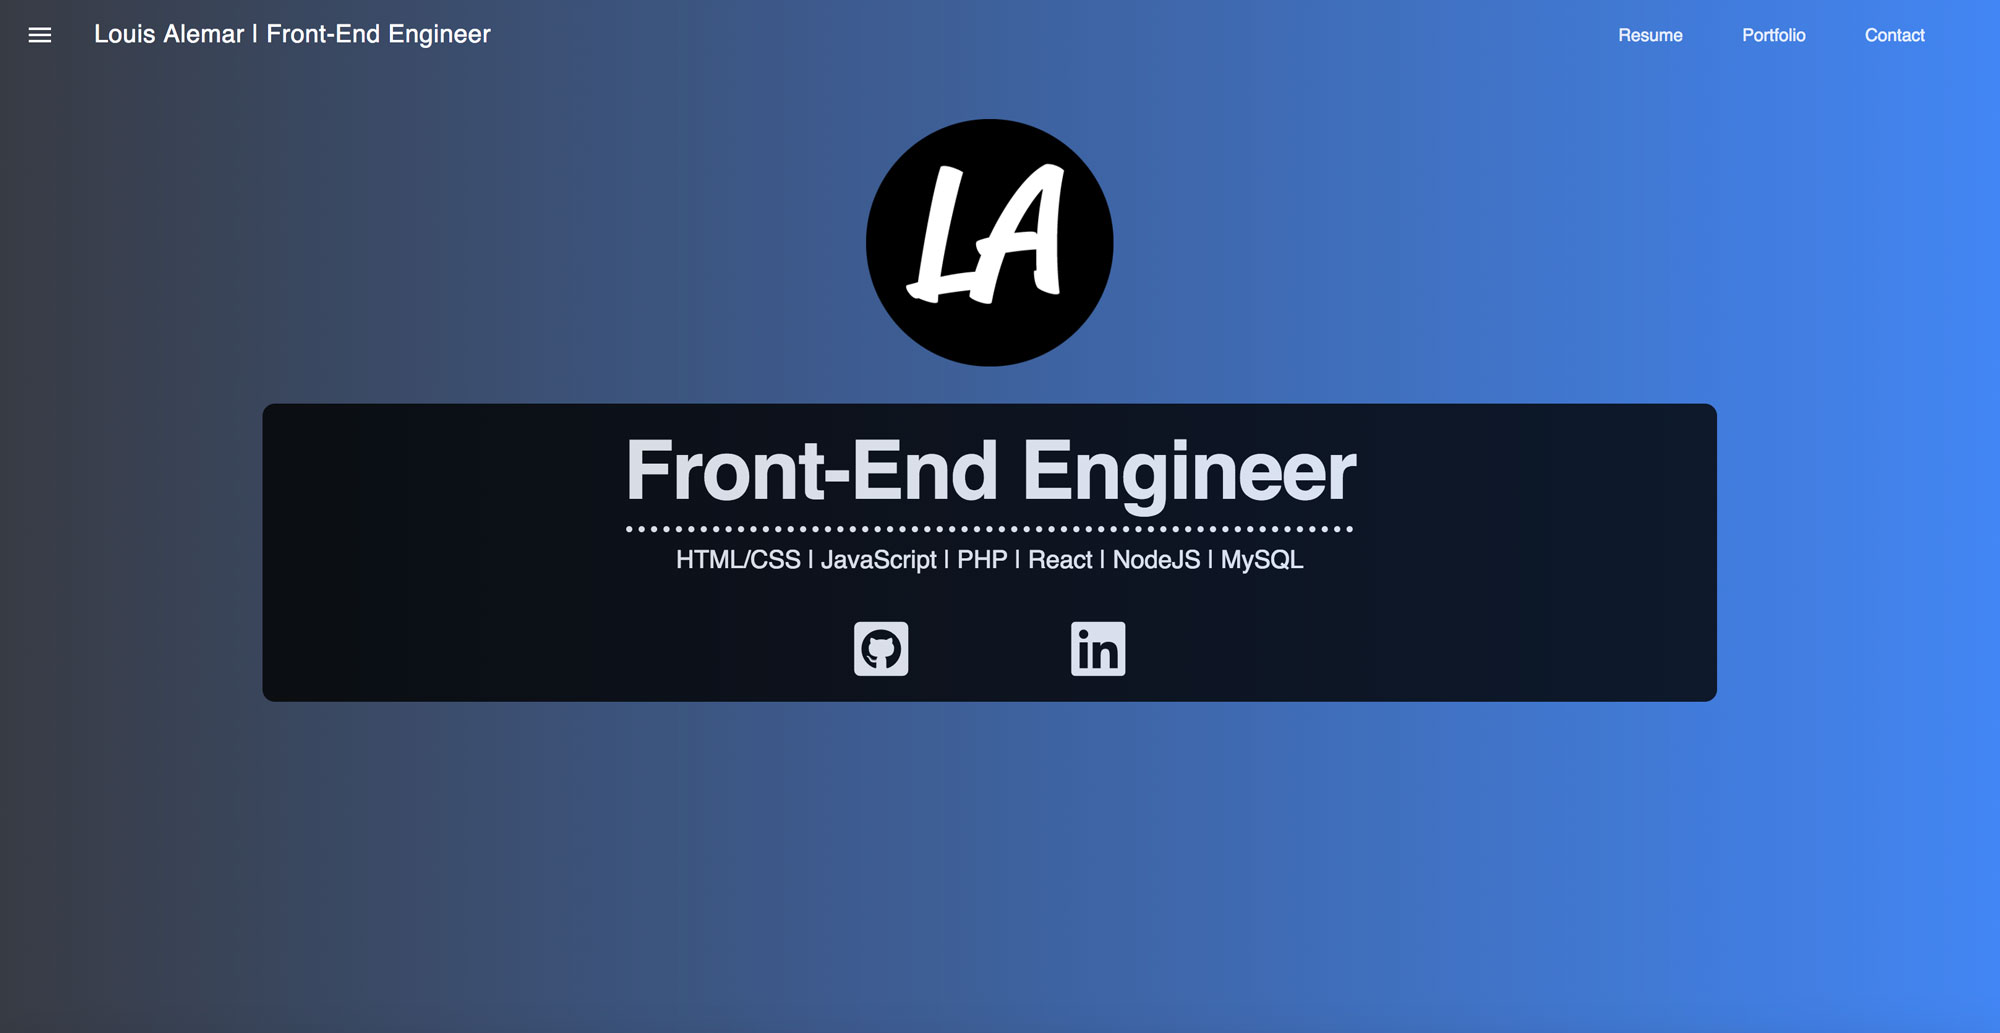 Louis Alemar | Front-End Engineer
Resume
Portfolio
Contact
LA
Front-End Engineer
HTML/CSS | JavaScript | PHP | React | NodeJS | MySQL
in